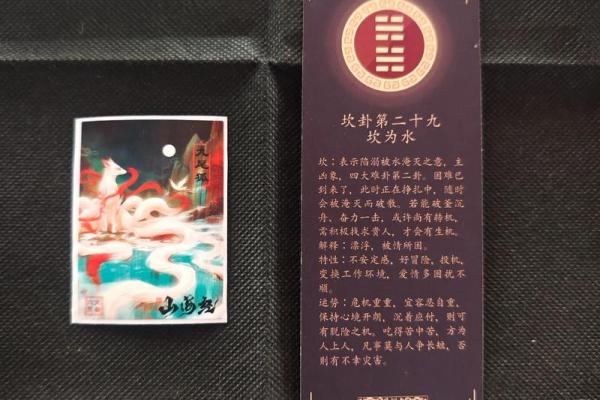 九尾狐
山海经
坎卦第二十九
坎为水
坎：表示陷溺被水淹灭之意，主
凶象，四大难卦第二卦。困难已
到来了，此时正在挣扎中，随时
会被淹灭而破散。若能破釜沉
舟、奋力一击，或许尚有转机，
需积极找求贵人，才会有生机。
解释：漂浮，被情所困。
特性：不安定感，好冒险，投机，
变换工作环境，爱情多困扰不
顺。
运势：危机重重，宜容忍自重，
保持心境开朗，沉着应付，则可
有脱险之机。吃得苦中苦，方为
人上人，凡事莫与人争长短，否
则有不幸灾害。